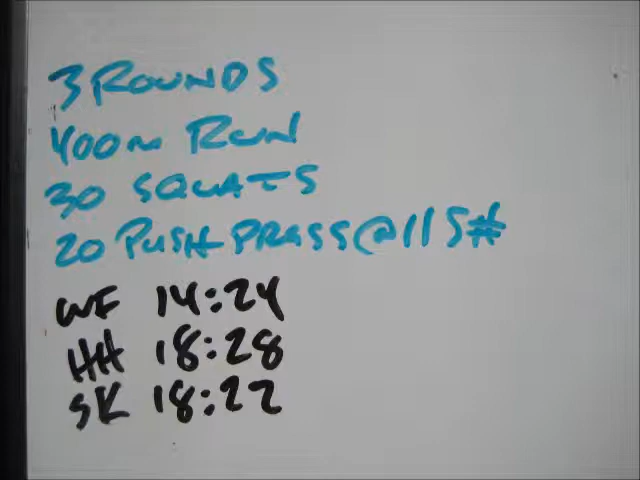 3 ROUNDS
400m RUN
30 SQUATS
20 PUSH PRESS @ 115#
WF 14:24
HH 18:28
SK 18:22